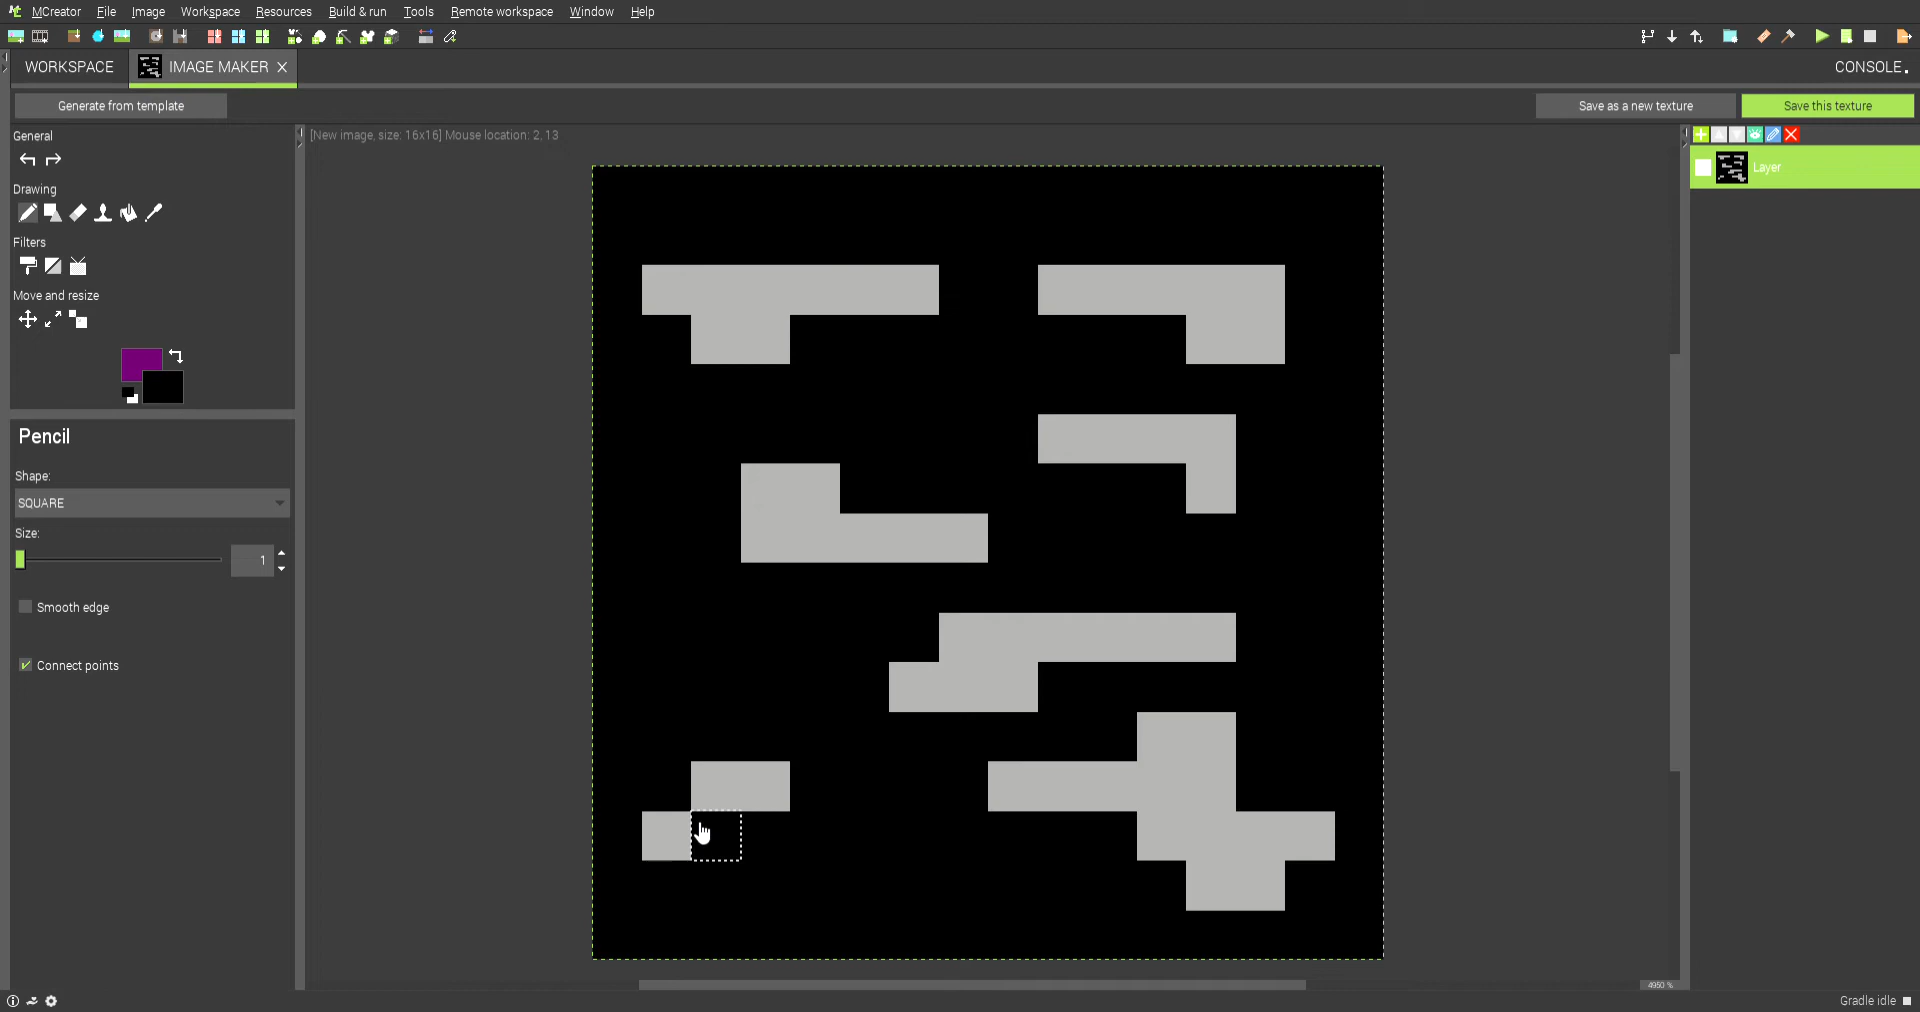 MCreator File Image Workspace Resources Build & run Tools Remote workspace Window Help
WORKSPACE IMAGE MAKER CONSOLE
Generate from template Save as a new texture Save this texture
General [New image, size: 16x16] Mouse location: 2, 13
Layer
Drawing
Filters
Move and resize
Pencil
Shape:
SQUARE
Size:
1
Smooth edge
Connect points
4950 %
Gradle idle